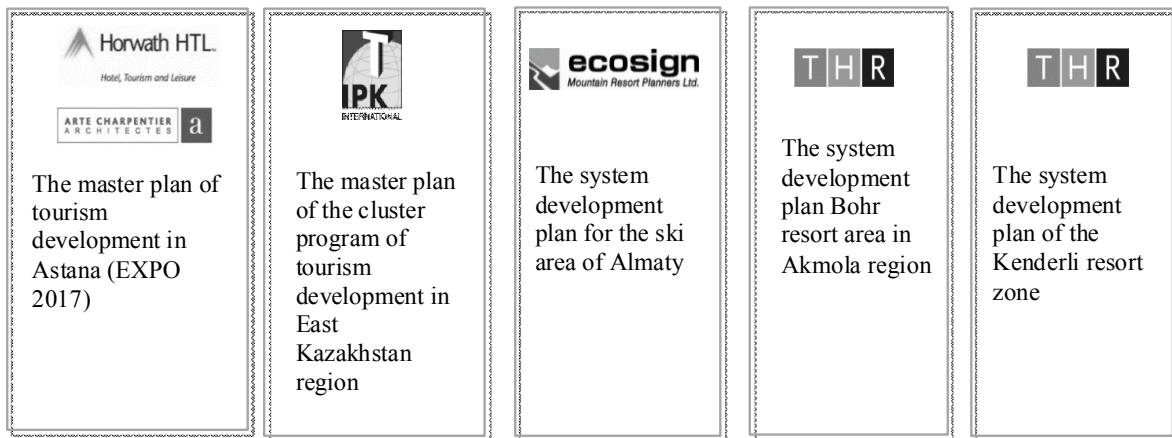 Horwath HTL™
Hotel, Tourism and Leisure
ARTE CHARPENTIER
ARCHITECTES
a
The master plan of
tourism
development in
Astana (EXPO
2017)
T
IPK
INTERNATIONAL
The master plan
of the cluster
program of
tourism
development in
East
Kazakhstan
region
ecosign
Mountain Resort Planners Ltd.
The system
development
plan for the ski
area of Almaty
THR
The system
development
plan Bohr
resort area in
Akmola region
THR
The system
development
plan of the
Kenderli resort
zone